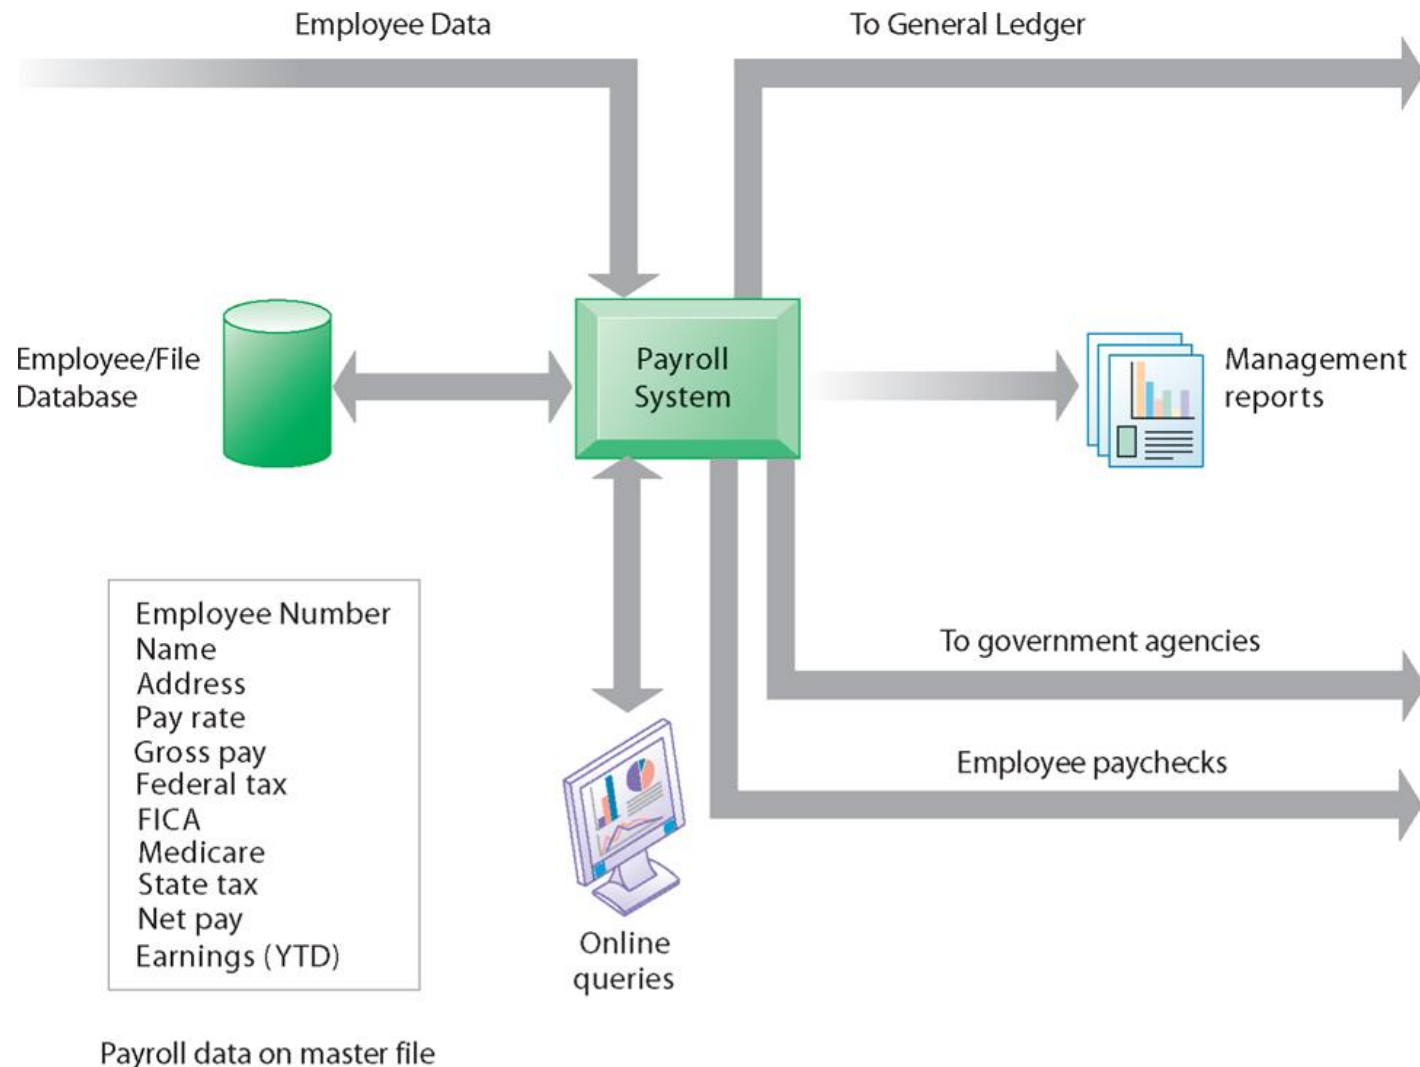 Employee Data
To General Ledger
Employee/File
Database
Payroll
System
Management
reports
To government agencies
Employee paychecks
Employee Number
Name
Address
Pay rate
Gross pay
Federal tax
FICA
Medicare
State tax
Net pay
Earnings (YTD)
Online
queries
Payroll data on master file